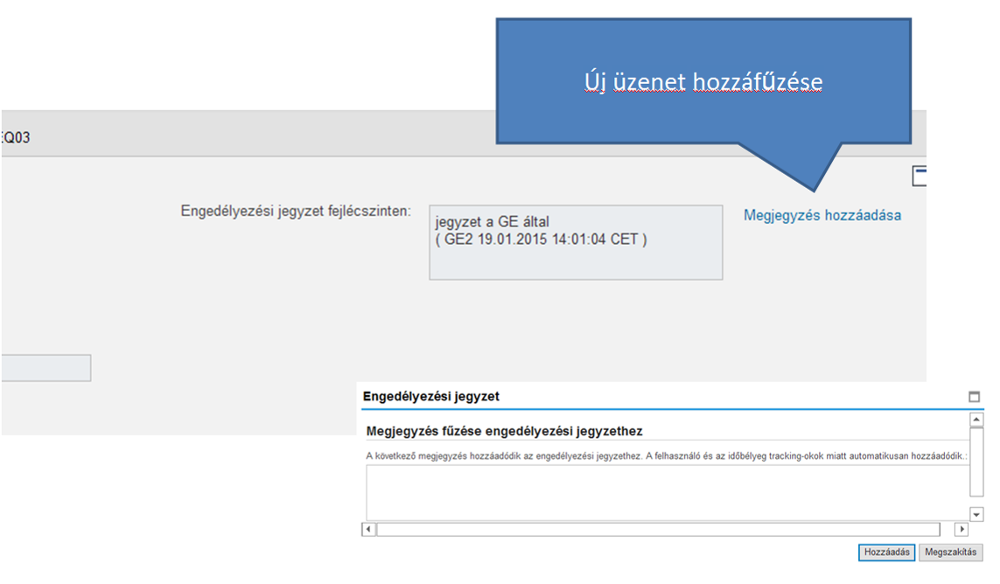 Új üzenet hozzáfűzése
EQ03
Engedélyezési jegyzet fejlécszinten:
jegyzet a GE által
( GE2 19.01.2015 14:01:04 CET )
Megjegyzés hozzáadása
Engedélyezési jegyzet
Megjegyzés fűzése engedélyezési jegyzethez
A következő megjegyzés hozzáadódik az engedélyezési jegyzethez. A felhasználó és az időbélyeg tracking-okok miatt automatikusan hozzáadódik.:
Hozzáadás
Megszakítás